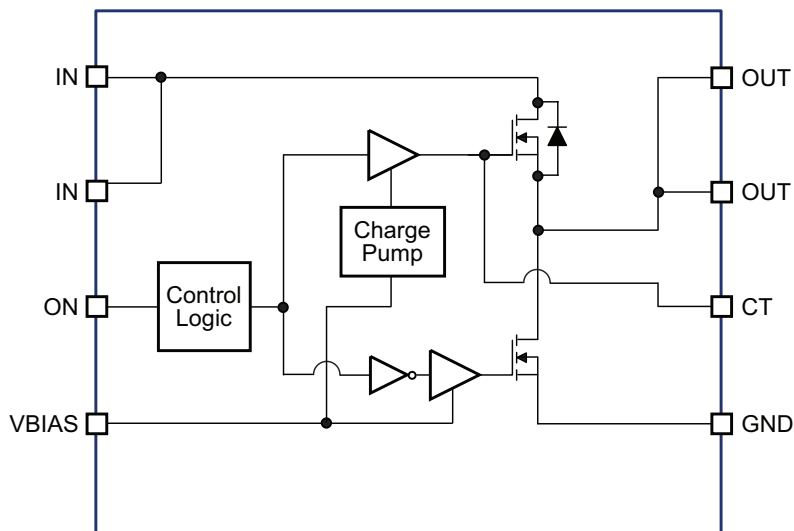 IN
OUT
IN
OUT
Charge
Pump
Control
Logic
ON
CT
VBIAS
GND